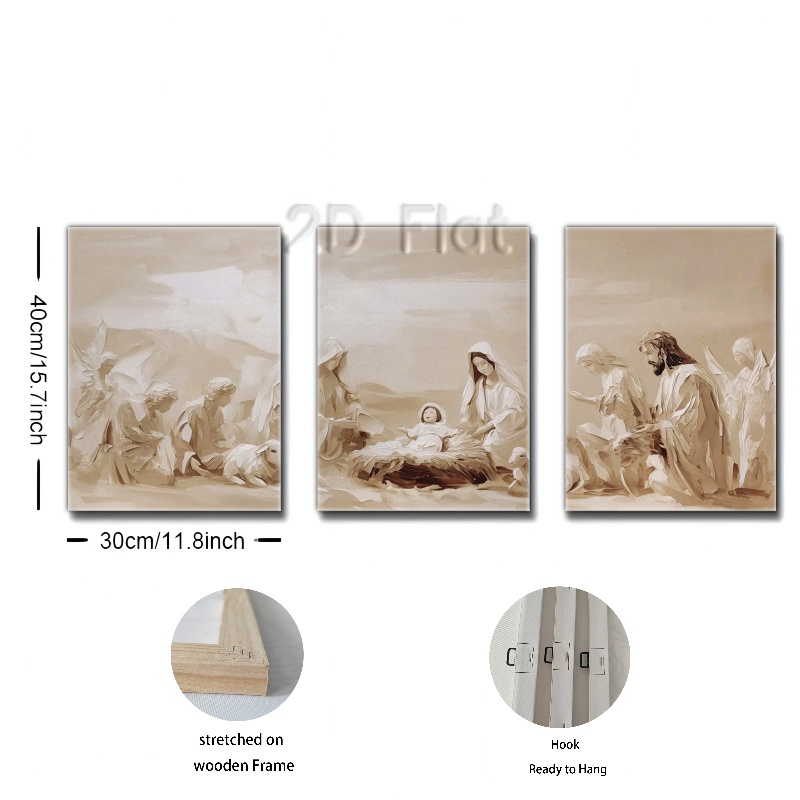 2D Flat
40cm/15.7inch
30cm/11.8inch
stretched on
wooden Frame
Hook
Ready to Hang